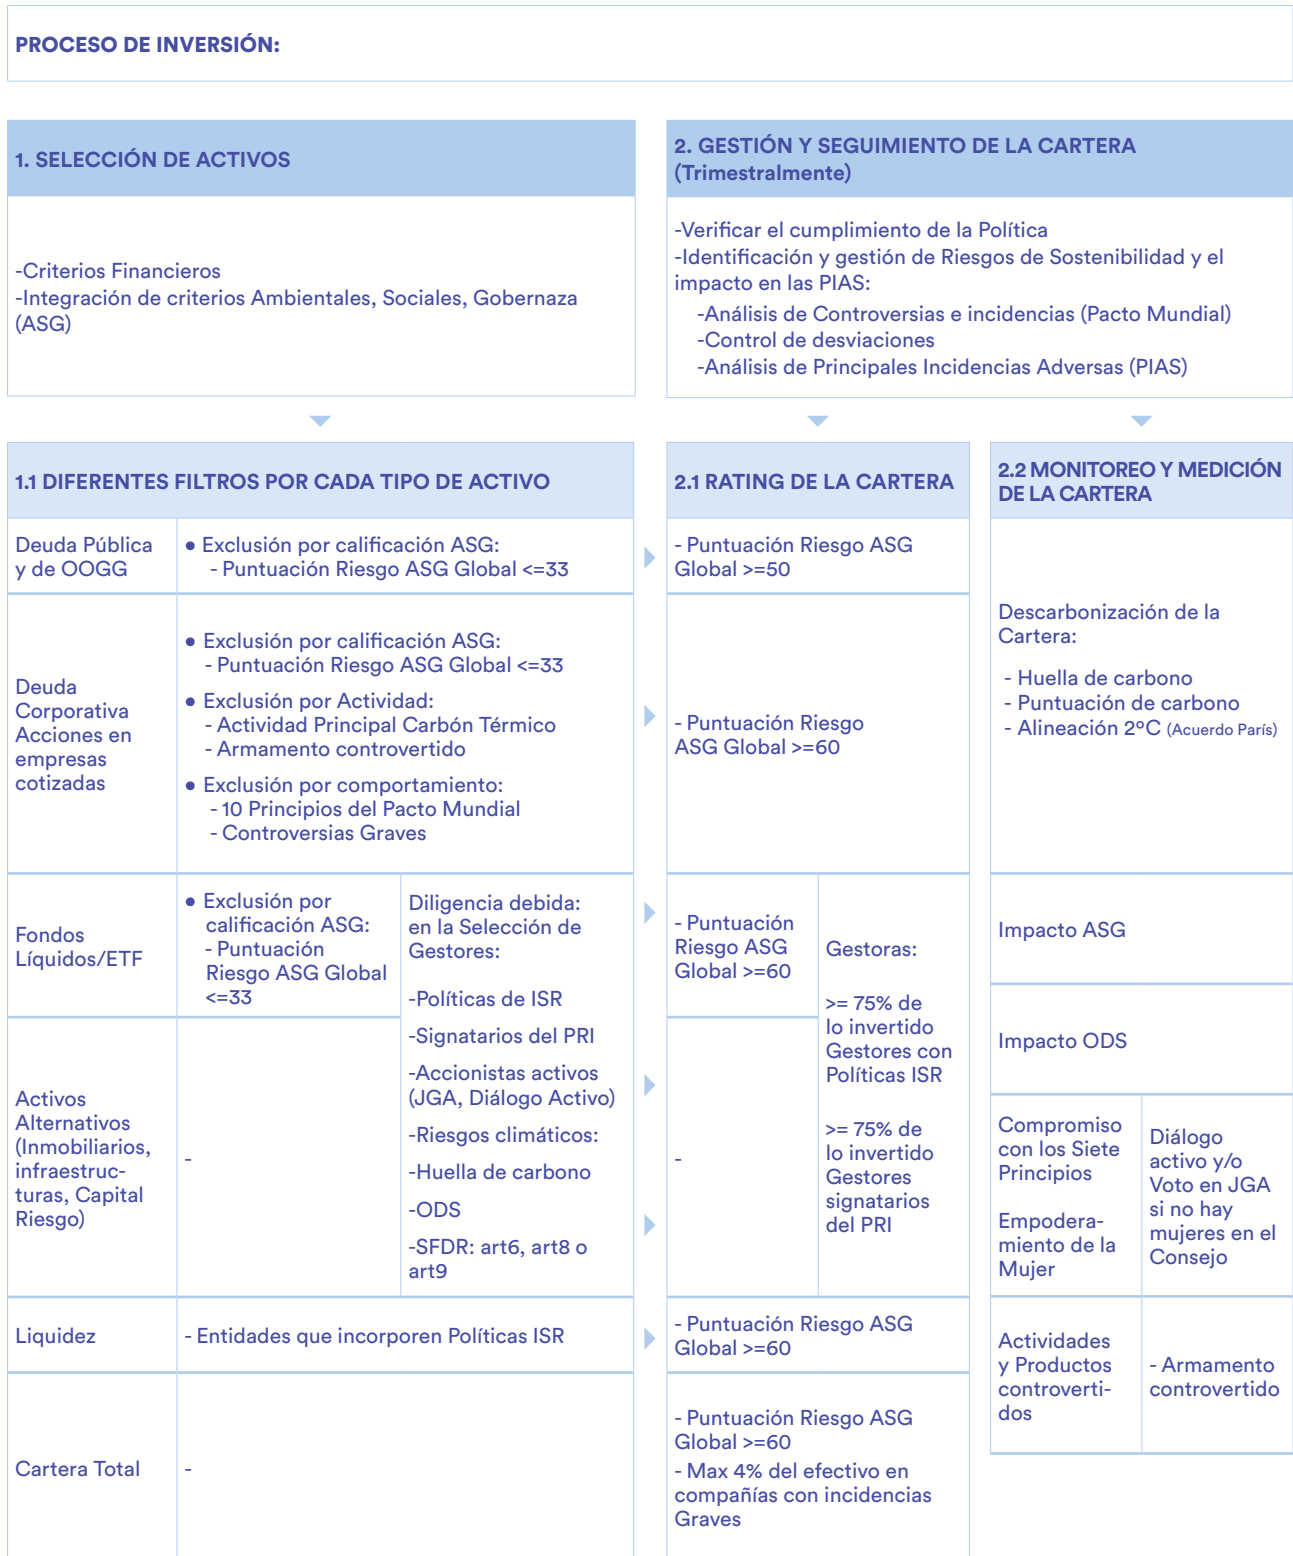 PROCESO DE INVERSIÓN:
1. SELECCIÓN DE ACTIVOS
-Criterios Financieros
-Integración de criterios Ambientales, Sociales, Gobernaza
(ASG)
2. GESTIÓN Y SEGUIMIENTO DE LA CARTERA
(Trimestralmente)
-Verificar el cumplimiento de la Política
-Identificación y gestión de Riesgos de Sostenibilidad y el
impacto en las PIAS:
-Análisis de Controversias e incidencias (Pacto Mundial)
-Control de desviaciones
-Análisis de Principales Incidencias Adversas (PIAS)
1.1 DIFERENTES FILTROS POR CADA TIPO DE ACTIVO
2.1 RATING DE LA CARTERA
2.2 MONITOREO Y MEDICIÓN
DE LA CARTERA
Deuda Pública
y de OOGG
● Exclusión por calificación ASG:
- Puntuación Riesgo ASG Global <=33
- Puntuación Riesgo ASG
Global >=50
Deuda
Corporativa
Acciones en
empresas
cotizadas
● Exclusión por calificación ASG:
- Puntuación Riesgo ASG Global <=33
● Exclusión por Actividad:
- Actividad Principal Carbón Térmico
- Armamento controvertido
● Exclusión por comportamiento:
- 10 Principios del Pacto Mundial
- Controversias Graves
- Puntuación Riesgo
ASG Global >=60
Descarbonización de la
Cartera:
- Huella de carbono
- Puntuación de carbono
- Alineación 2ºC (Acuerdo París)
Fondos
Líquidos/ETF
● Exclusión por
calificación ASG:
- Puntuación
Riesgo ASG Global
<=33
Diligencia debida:
en la Selección de
Gestores:
-Políticas de ISR
-Signatarios del PRI
-Accionistas activos
(JGA, Diálogo Activo)
-Riesgos climáticos:
-Huella de carbono
-ODS
-SFDR: art6, art8 o
art9
- Puntuación
Riesgo ASG
Global >=60
Gestoras:
>= 75% de
lo invertido
Gestores con
Políticas ISR
>= 75% de
lo invertido
Gestores
signatarios
del PRI
Impacto ASG
Impacto ODS
Activos
Alternativos
(Inmobiliarios,
infraestruc-
turas, Capital
Riesgo)
-
-
Compromiso
con los Siete
Principios
Empodera-
miento de la
Mujer
Diálogo
activo y/o
Voto en JGA
si no hay
mujeres en el
Consejo
Liquidez
- Entidades que incorporen Políticas ISR
- Puntuación Riesgo ASG
Global >=60
Actividades
y Productos
controverti-
dos
- Armamento
controvertido
Cartera Total
-
- Puntuación Riesgo ASG
Global >=60
- Max 4% del efectivo en
compañías con incidencias
Graves